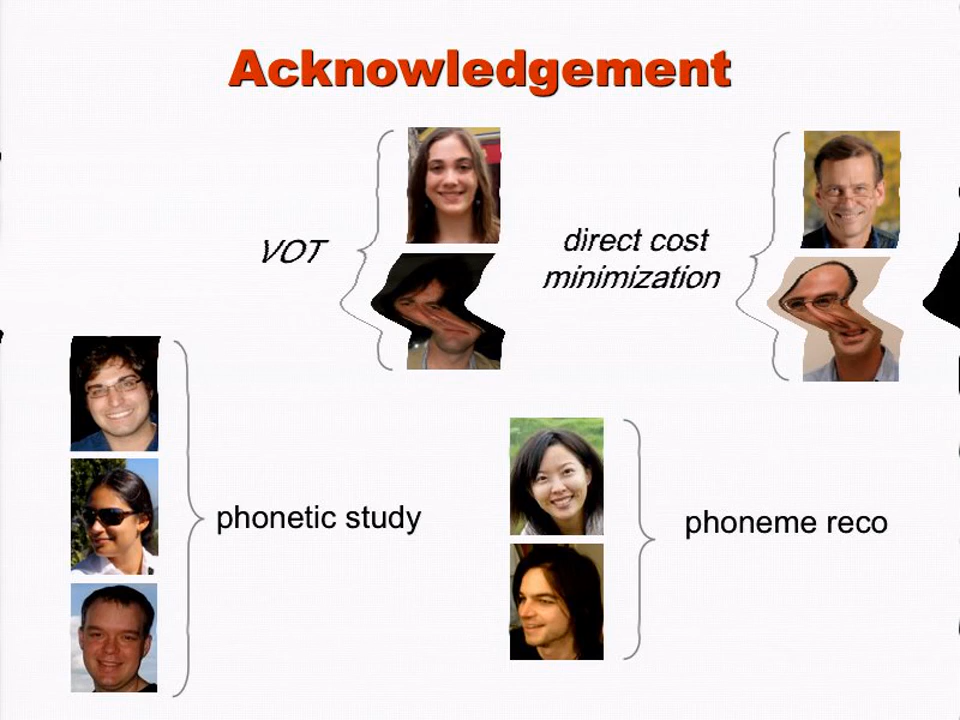 Acknowledgement
VOT
direct cost
minimization
phonetic study
phoneme reco